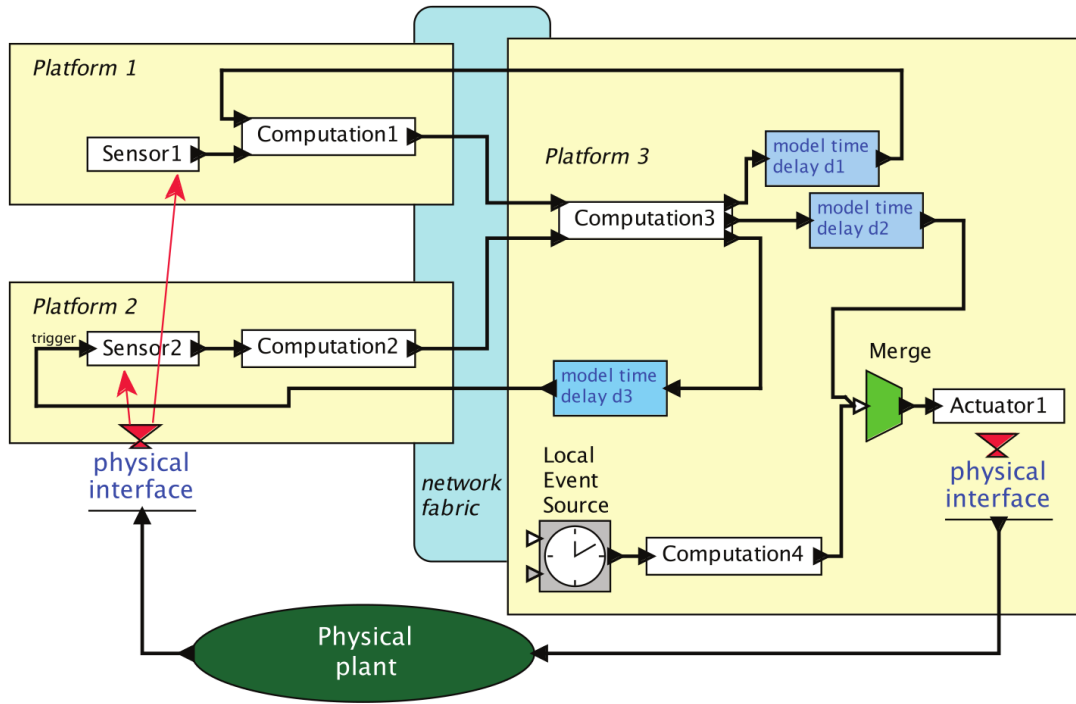 Platform 1
Computation1
Sensor1
Platform 3
model time
delay d1
Computation3
model time
delay d2
Platform 2
trigger
Sensor2
Computation2
model time
delay d3
Merge
Actuator1
physical
interface
network
fabric
Local
Event
Source
Computation4
physical
interface
Physical
plant